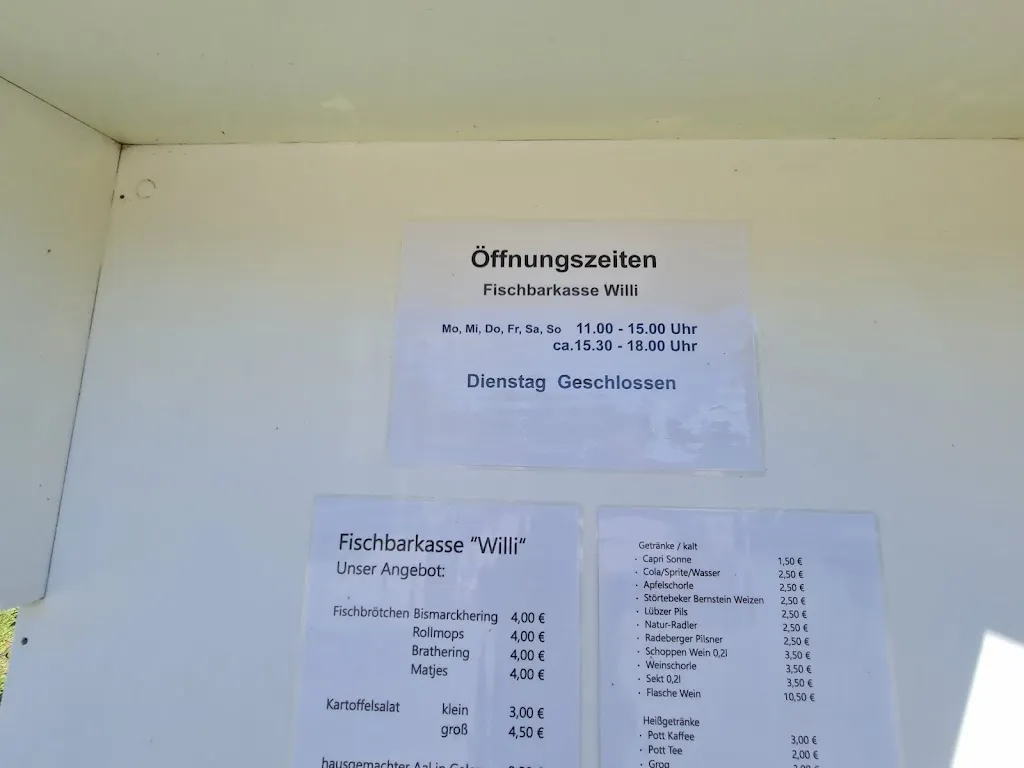 Öffnungszeiten
Fischbarkasse Willi
Mo, Mi, Do, Fr, Sa, So 11.00 - 15.00 Uhr
ca.15.30 - 18.00 Uhr
Dienstag Geschlossen
Fischbarkasse "Willi"
Unser Angebot:
Fischbrötchen Bismarckhering 4,00 €
Rollmops 4,00 €
Brathering 4,00 €
Matjes 4,00 €
Kartoffelsalat klein 3,00 €
groß 4,50 €
hausgemachter Aal in
Getränke / kalt
· Capri Sonne 1,50 €
· Cola/Sprite/Wasser 2,50 €
· Apfelschorle 2,50 €
· Störtebeker Bernstein Weizen 2,50 €
· Lübzer Pils 2,50 €
· Natur-Radler 2,50 €
· Radeberger Pilsner 2,50 €
· Schoppen Wein 0,2l 3,50 €
· Weinschorle 3,50 €
· Sekt 0,2l 3,50 €
· Flasche Wein 10,50 €
Heißgetränke
· Pott Kaffee 3,00 €
· Pott Tee 2,00 €
· Grog